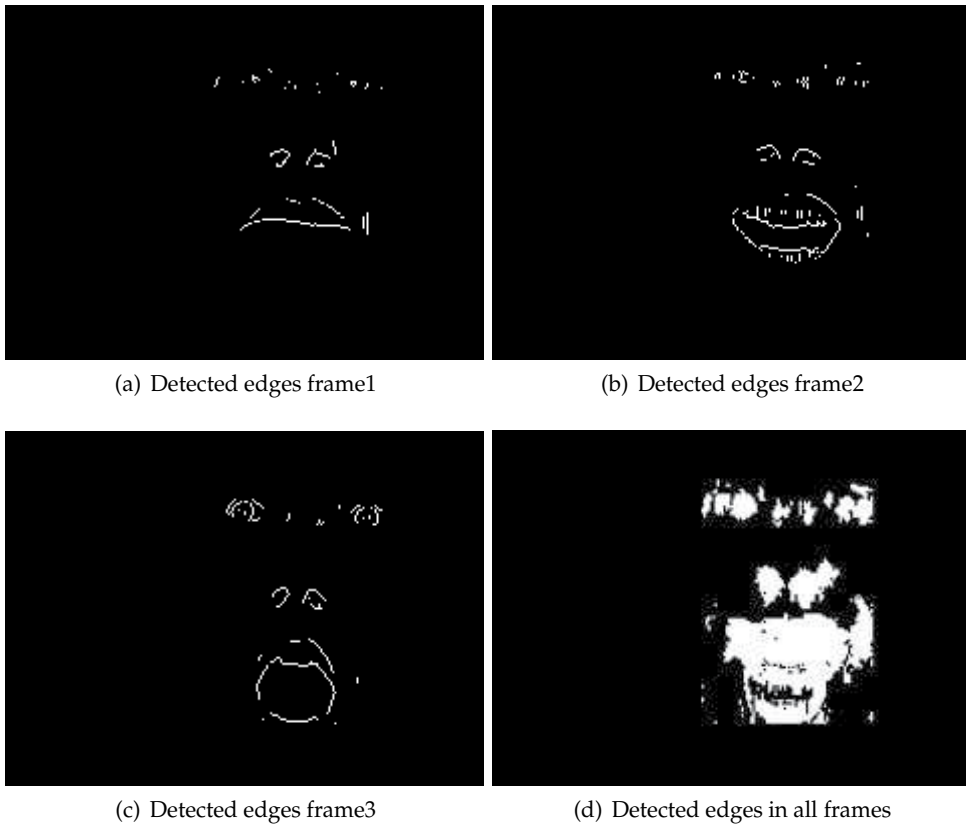 (a) Detected edges frame1
(b) Detected edges frame2
(c) Detected edges frame3
(d) Detected edges in all frames